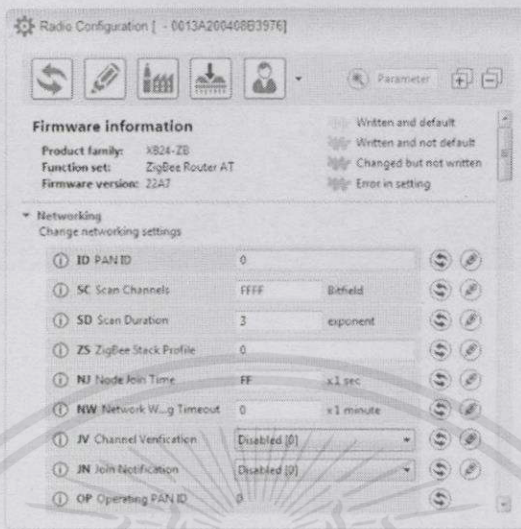 Radio Configuration [ - 0013A200408B3976]
Parameter
Firmware information
Product family: XB24-ZB
Function set: ZigBee Router AT
Firmware version: 22A7
Written and default
Written and not default
Changed but not written
Error in setting
Networking
Change networking settings
ID PAN ID 0
SC Scan Channels FFFF Bitfield
SD Scan Duration 3 exponent
ZS ZigBee Stack Profile 0
NJ Node Join Time FF x1 sec
NW Network W...g Timeout 0 x1 minute
JV Channel Verification Disabled [0]
JN Join Notification Disabled [0]
OP Operating PAN ID 0